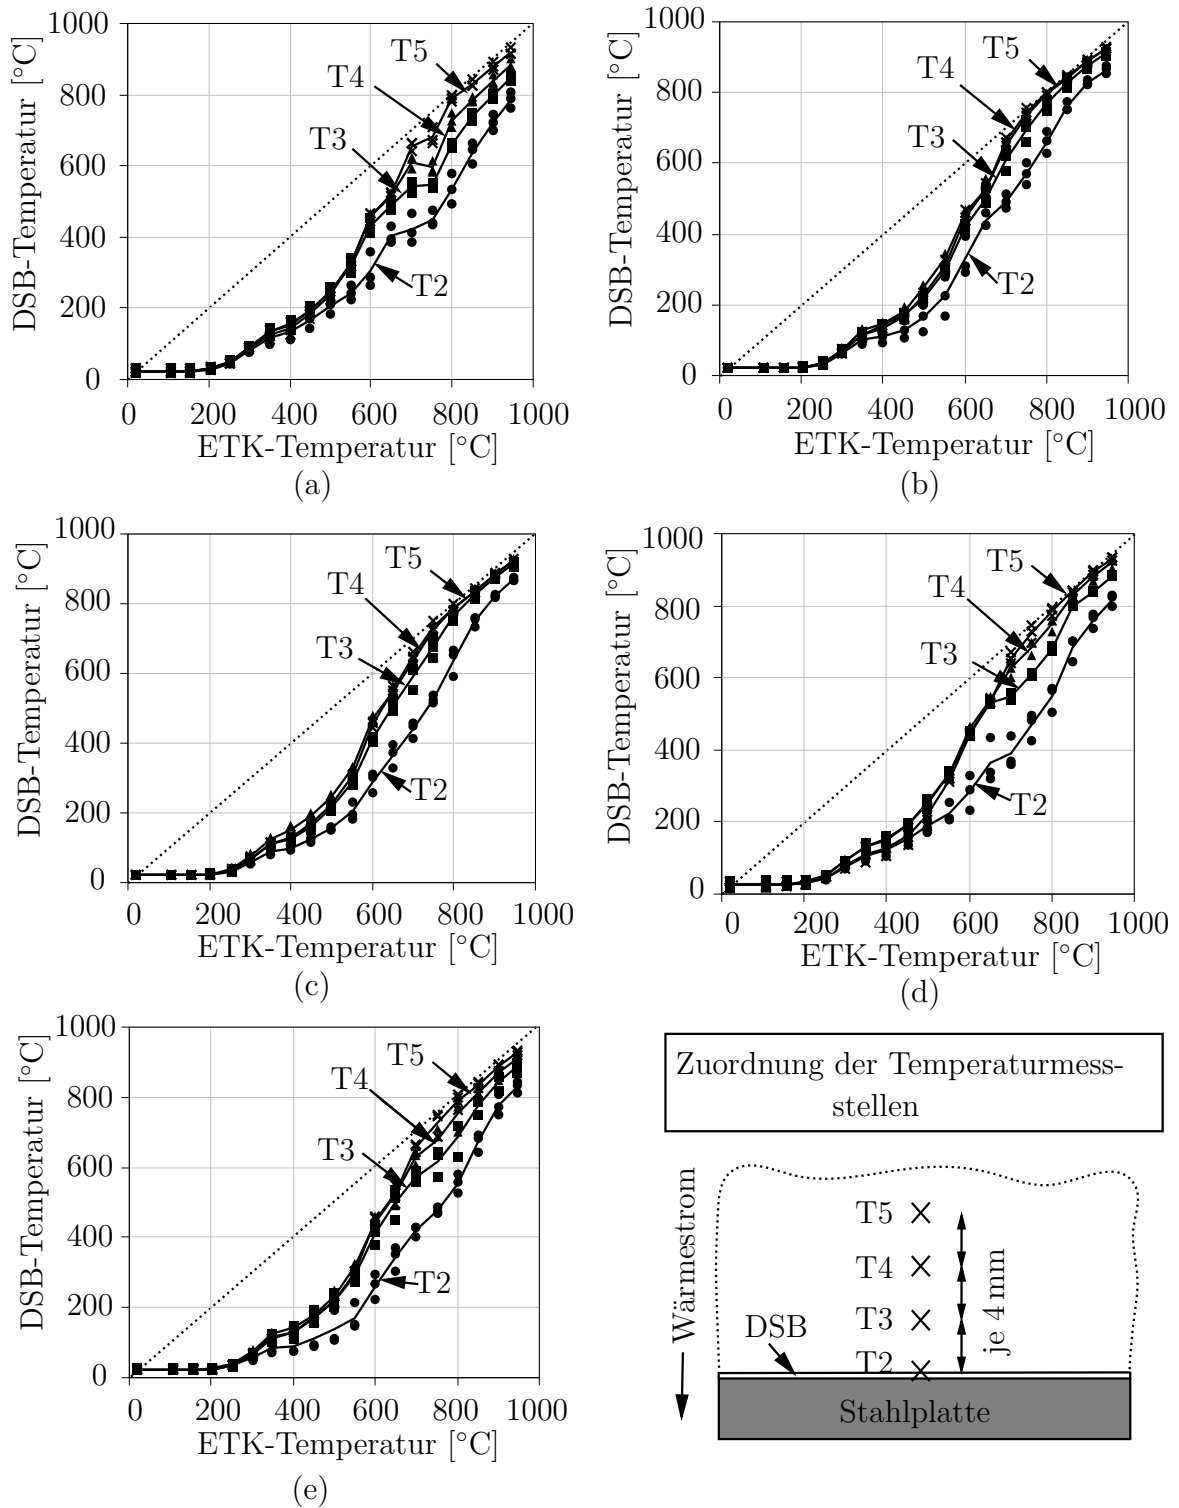 1000
800
600
400
200
0
DSB-Temperatur [°C]
T5
T4
T3
T2
0 200 400 600 800 1000
ETK-Temperatur [°C]
(a)
1000
800
600
400
200
0
DSB-Temperatur [°C]
T5
T4
T3
T2
0 200 400 600 800 1000
ETK-Temperatur [°C]
(b)
1000
800
600
400
200
0
DSB-Temperatur [°C]
T5
T4
T3
T2
0 200 400 600 800 1000
ETK-Temperatur [°C]
(c)
1000
800
600
400
200
0
DSB-Temperatur [°C]
T5
T4
T3
T2
0 200 400 600 800 1000
ETK-Temperatur [°C]
(d)
1000
800
600
400
200
0
DSB-Temperatur [°C]
T5
T4
T3
T2
0 200 400 600 800 1000
ETK-Temperatur [°C]
(e)
Zuordnung der Temperaturmess-
stellen
Wärmestrom
T5
T4
T3
T2
je 4 mm
DSB
Stahlplatte